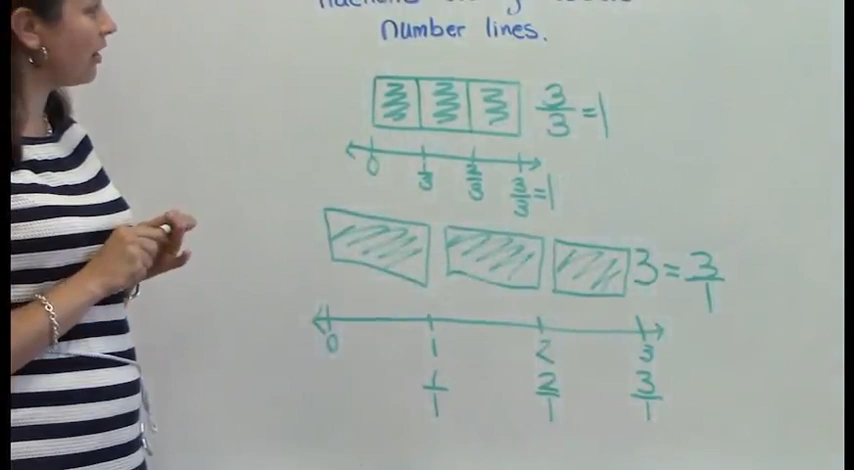 Number lines.
3/3 = 1
0 1/3 2/3 3/3 = 1
3 = 3/1
0 1 2 3
1/1 2/1 3/1